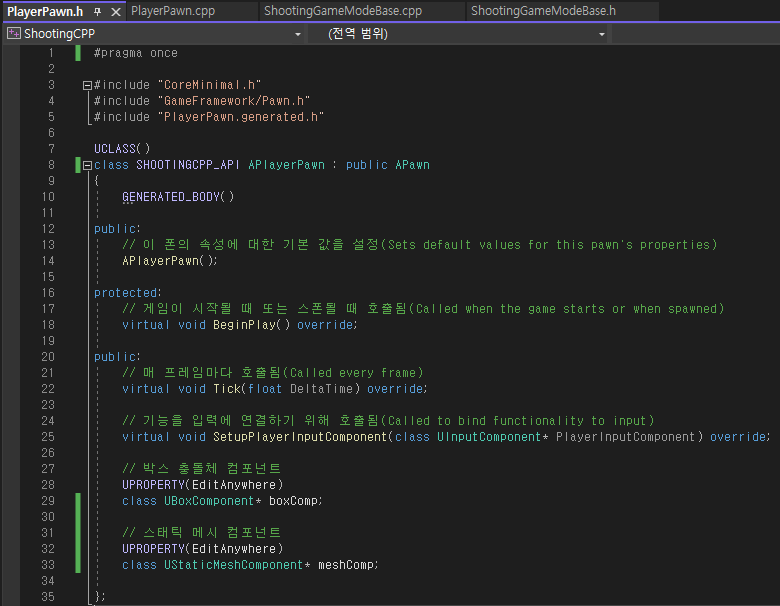 PlayerPawn.h PlayerPawn.cpp ShootingGameModeBase.cpp ShootingGameModeBase.h
ShootingCPP (전역 범위)
1 #pragma once
2
3 #include "CoreMinimal.h"
4 #include "GameFramework/Pawn.h"
5 #include "PlayerPawn.generated.h"
6
7 UCLASS()
8 class SHOOTINGCPP_API APlayerPawn : public APawn
9 {
10 GENERATED_BODY()
11
12 public:
13 // 이 폰의 속성에 대한 기본 값을 설정(Sets default values for this pawn's properties)
14 APlayerPawn();
15
16 protected:
17 // 게임이 시작될 때 또는 스폰될 때 호출됨(Called when the game starts or when spawned)
18 virtual void BeginPlay() override;
19
20 public:
21 // 매 프레임마다 호출됨(Called every frame)
22 virtual void Tick(float DeltaTime) override;
23
24 // 기능을 입력에 연결하기 위해 호출됨(Called to bind functionality to input)
25 virtual void SetupPlayerInputComponent(class UInputComponent* PlayerInputComponent) override;
26
27 // 박스 충돌체 컴포넌트
28 UPROPERTY(EditAnywhere)
29 class UBoxComponent* boxComp;
30
31 // 스태틱 메시 컴포넌트
32 UPROPERTY(EditAnywhere)
33 class UStaticMeshComponent* meshComp;
34
35 };